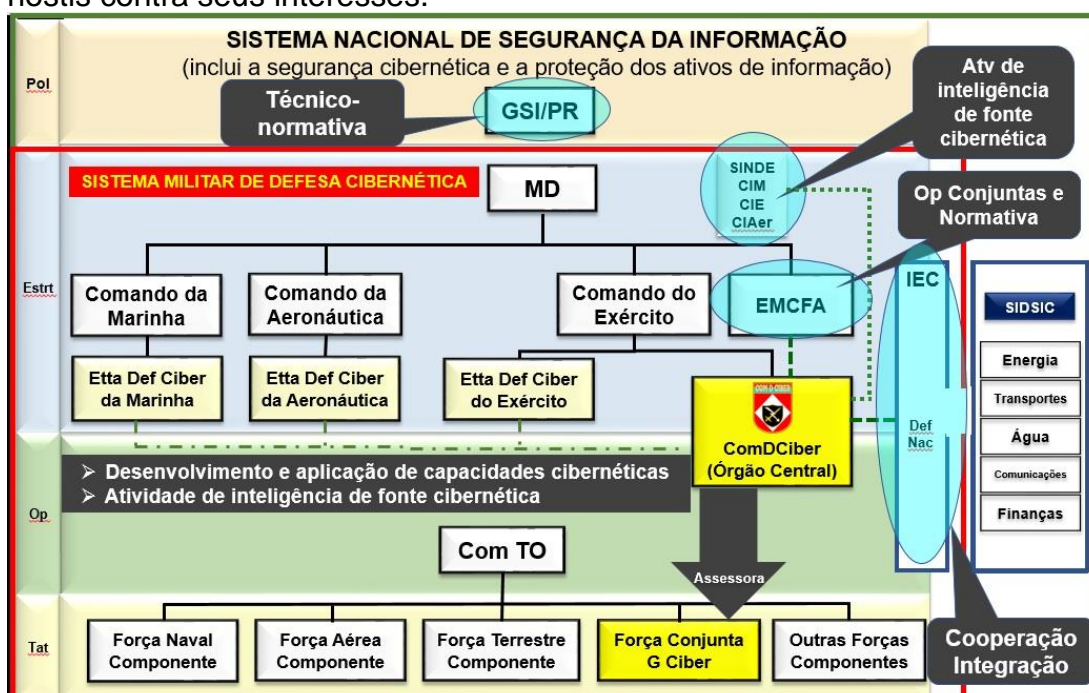 hostis contra seus interesses.
SISTEMA NACIONAL DE SEGURANÇA DA INFORMAÇÃO
(inclui a segurança cibernética e a proteção dos ativos de informação)
Pol
Técnico-
normativa
GSI/PR
Atv de
inteligência
de fonte
cibernética
SISTEMA MILITAR DE DEFESA CIBERNÉTICA
MD
SINDE
CIM
CIE
CIAer
Op Conjuntas e
Normativa
Estrt
Comando da
Marinha
Comando da
Aeronáutica
Comando do
Exército
EMCFA
IEC
SIDSIC
Energia
Transportes
Água
Comunicações
Finanças
Etta Def Ciber
da Marinha
Etta Def Ciber
da Aeronáutica
Etta Def Ciber
do Exército
COM D CIBER
ComDCiber
(Órgão Central)
Def
Nac
➢ Desenvolvimento e aplicação de capacidades cibernéticas
➢ Atividade de inteligência de fonte cibernética
Op
Com TO
Assessora
Tat
Força Naval
Componente
Força Aérea
Componente
Força Terrestre
Componente
Força Conjunta
G Ciber
Outras Forças
Componentes
Cooperação
Integração